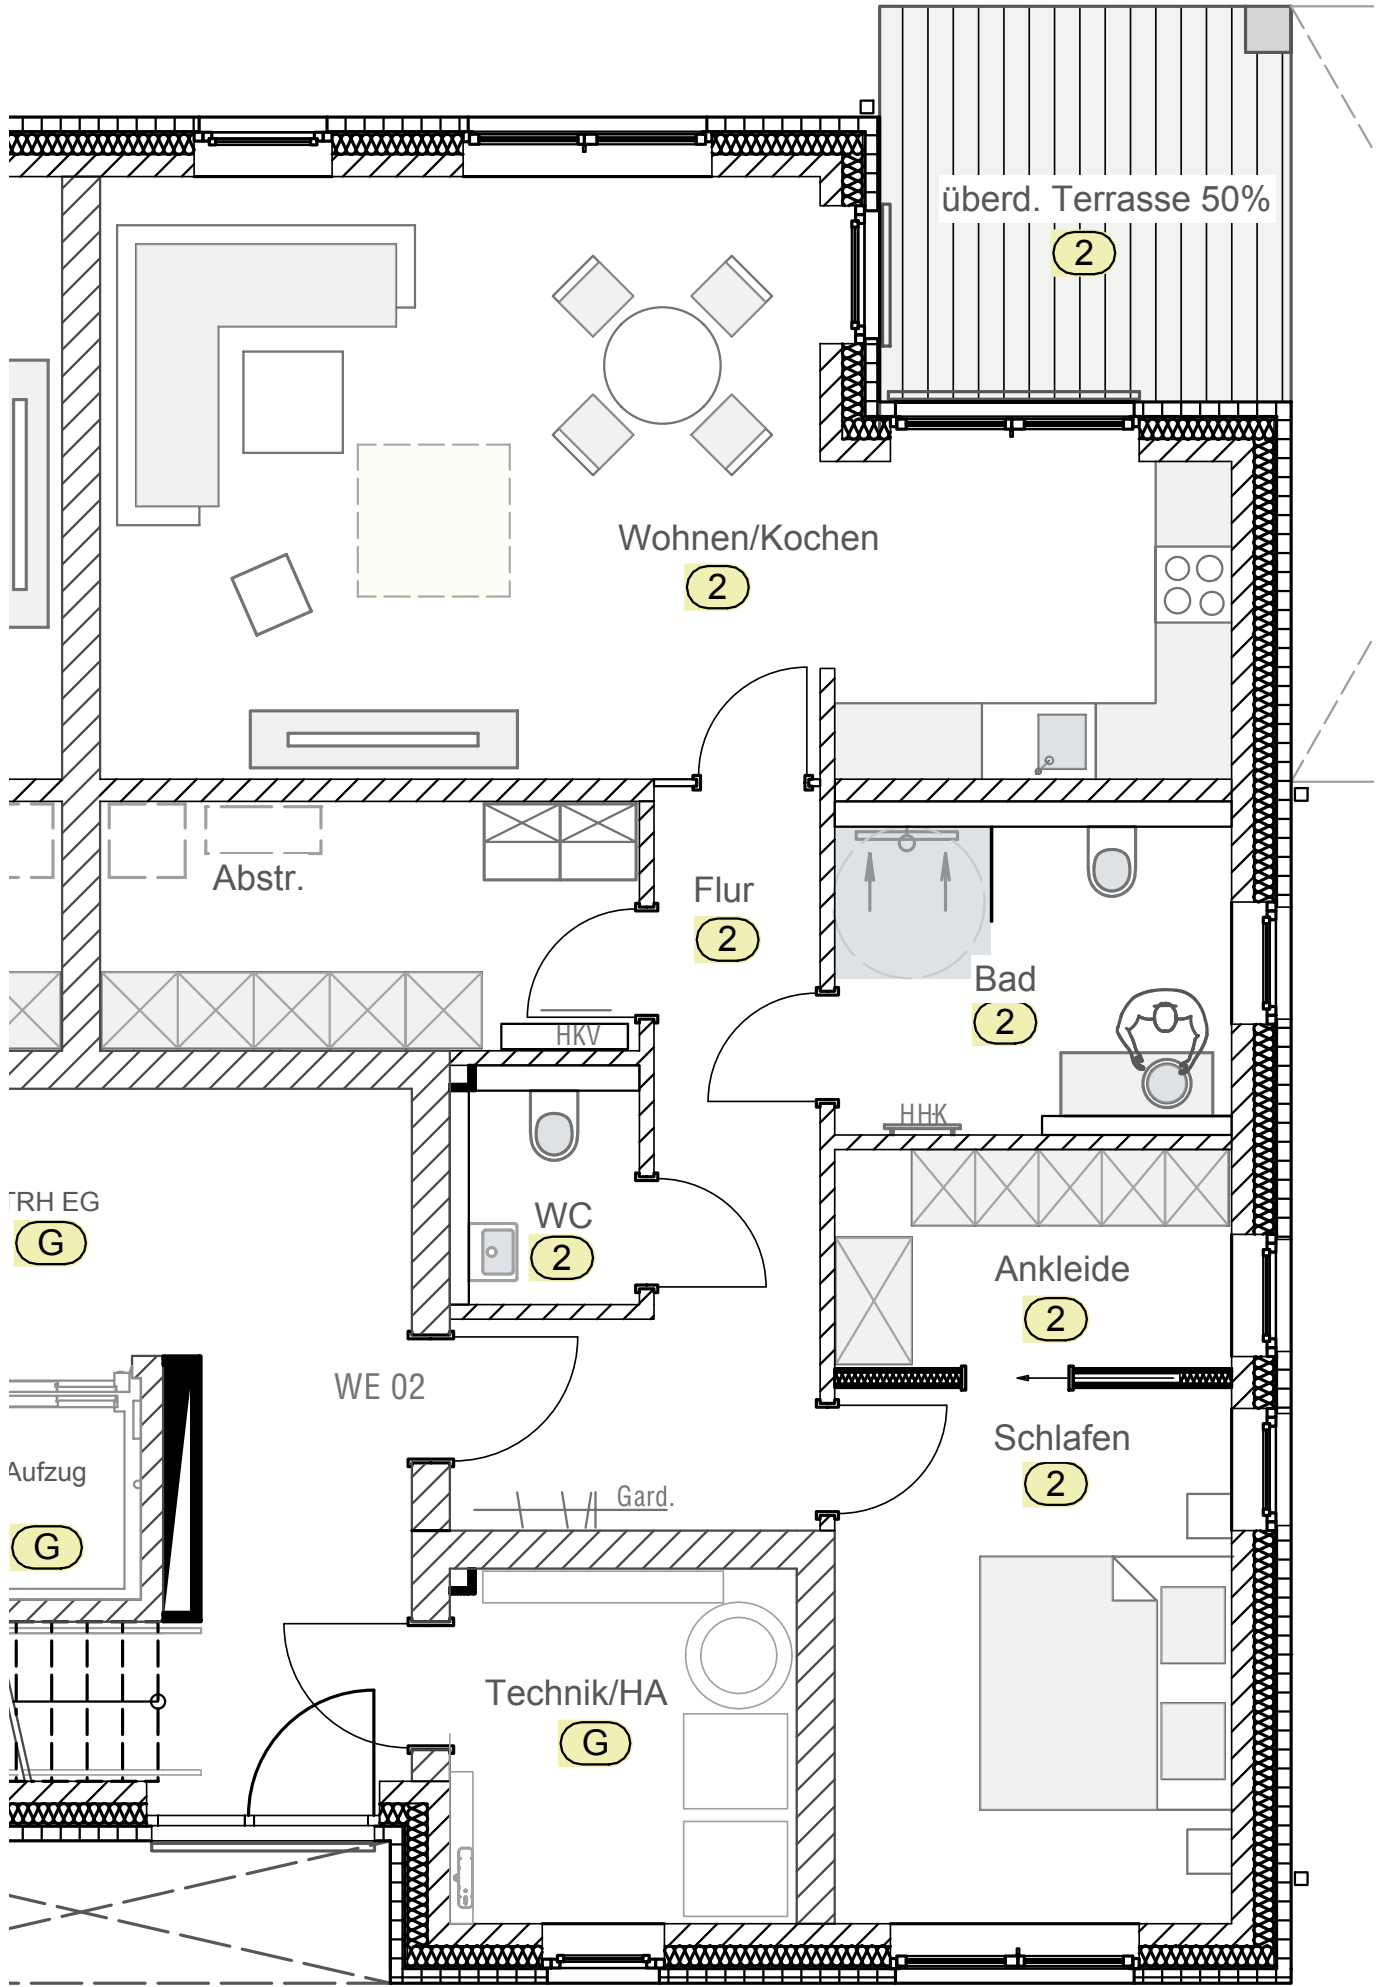 überd. Terrasse 50%
2
Wohnen/Kochen
2
Abstr.
Flur
2
Bad
2
HKV
HHK
TRH EG
G
WC
2
Ankleide
2
WE 02
Schlafen
2
Aufzug
G
Gard.
Technik/HA
G